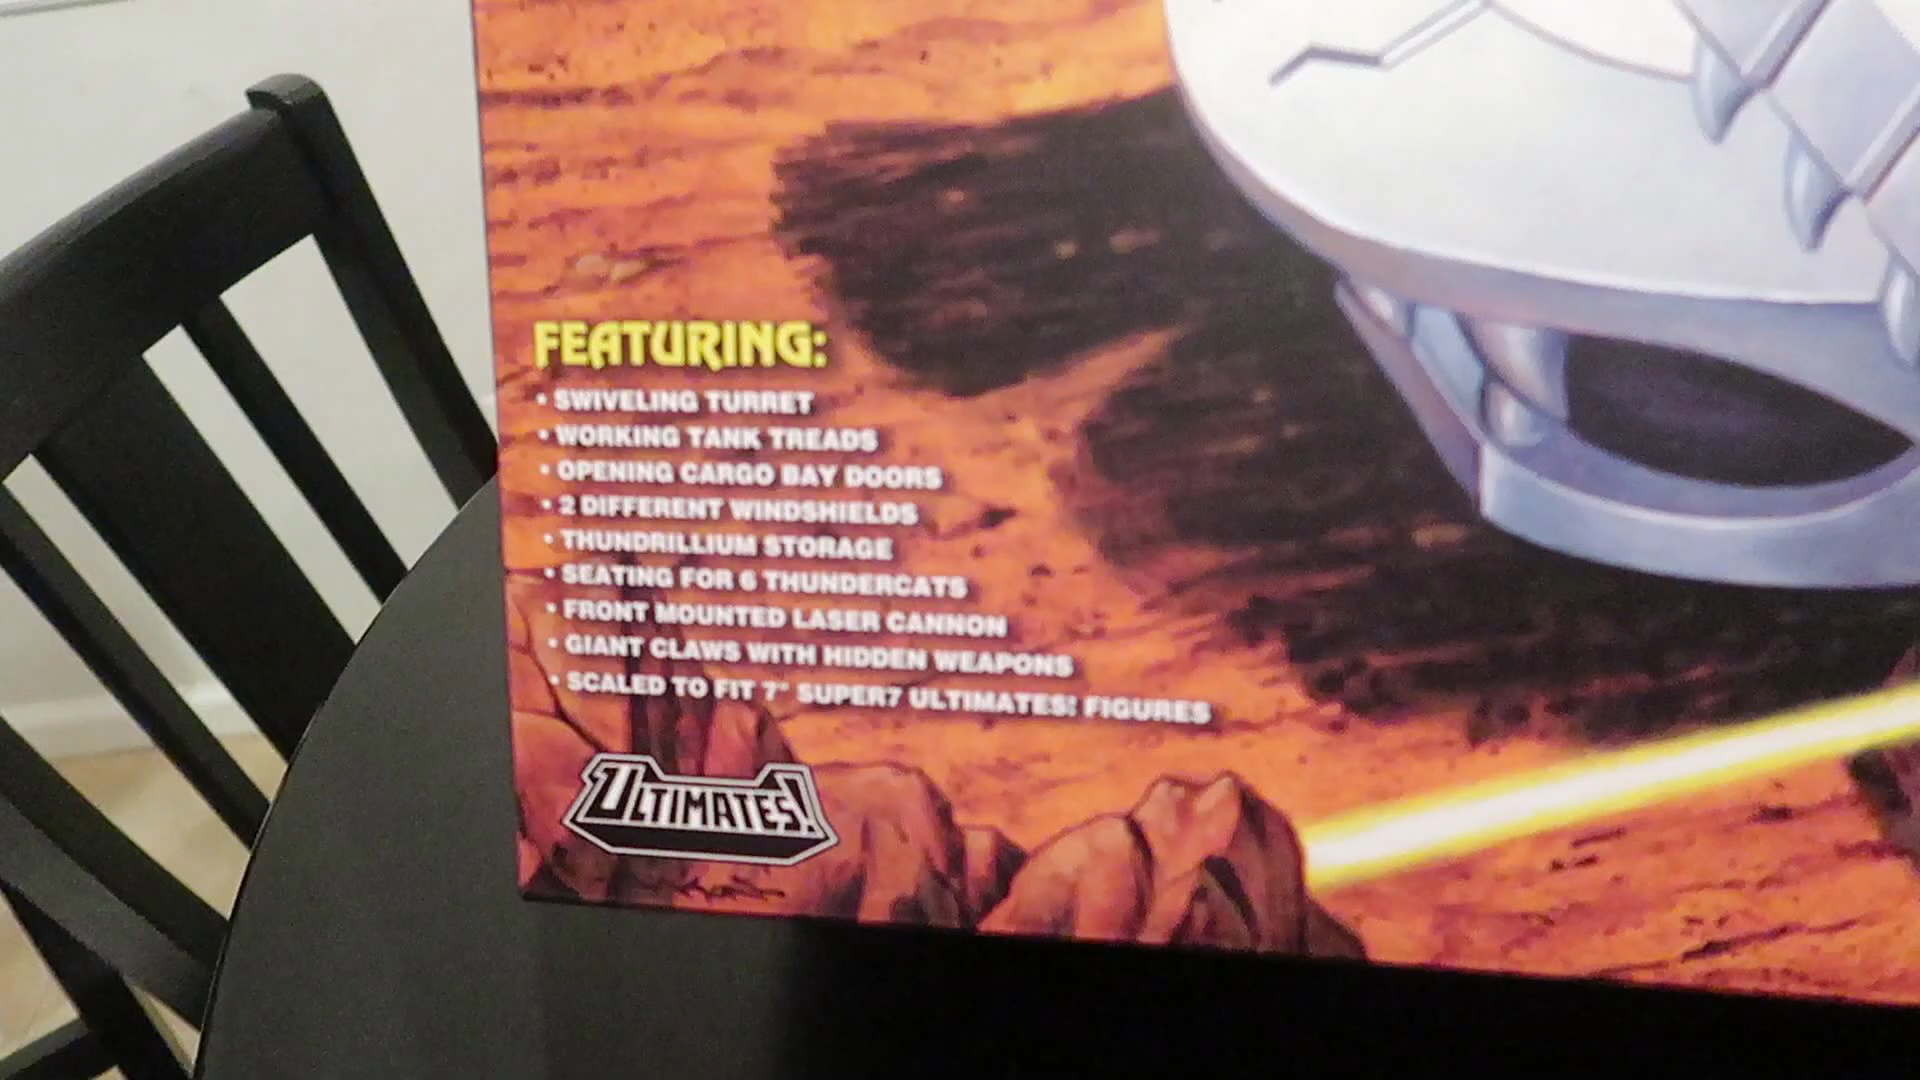 FEATURING:
• SWIVELING TURRET
• WORKING TANK TREADS
• OPENING CARGO BAY DOORS
• 2 DIFFERENT WINDSHIELDS
• THUNDRILLIUM STORAGE
• SEATING FOR 6 THUNDERCATS
• FRONT MOUNTED LASER CANNON
• GIANT CLAWS WITH HIDDEN WEAPONS
• SCALED TO FIT 7" SUPER7 ULTIMATES! FIGURES
ULTIMATES!